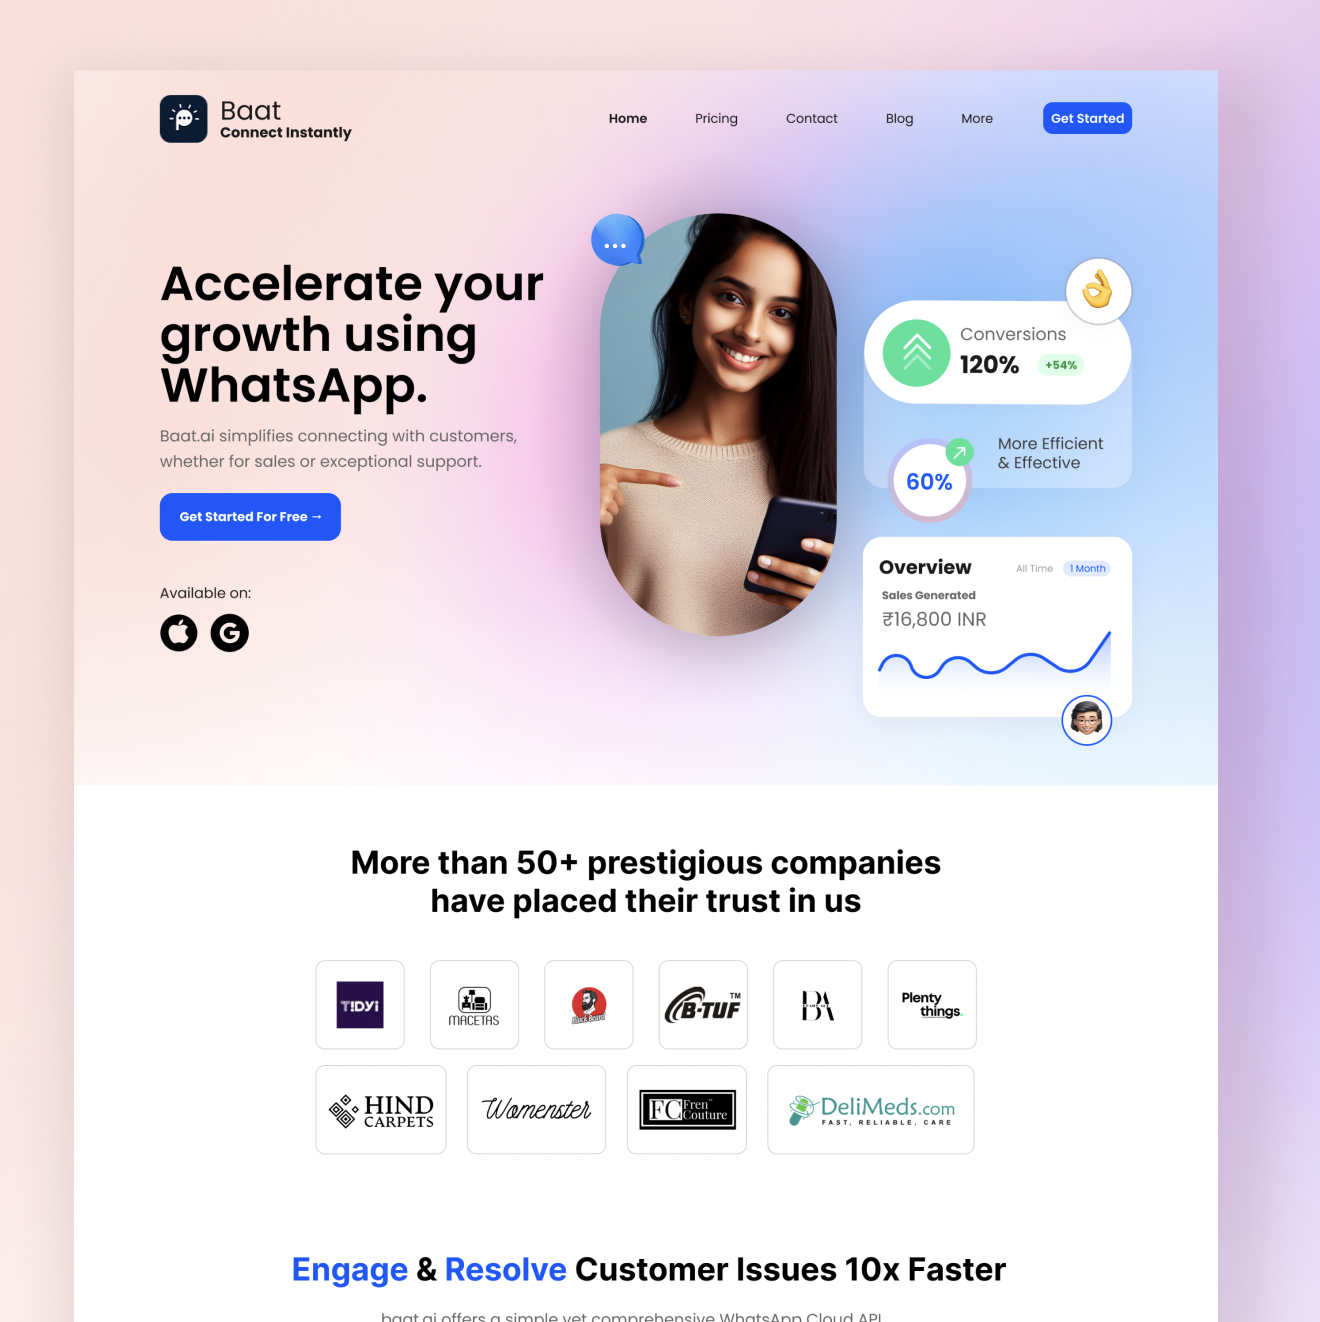 Baat
Connect Instantly
Home
Pricing
Contact
Blog
More
Get Started
Accelerate your
growth using
WhatsApp.
Baat.ai simplifies connecting with customers,
whether for sales or exceptional support.
Get Started For Free →
Available on:
Conversions
120%
+54%
60%
More Efficient
& Effective
Overview
All Time
1 Month
Sales Generated
₹16,800 INR
More than 50+ prestigious companies
have placed their trust in us
T!DYi
MACETAS
B-TUF™
Plenty
things.
HIND
CARPETS
Womenster
FC Fren™
Couture
DeliMeds.com
FAST, RELIABLE, CARE
Engage & Resolve Customer Issues 10x Faster
baat.ai offers a simple yet comprehensive WhatsApp Cloud API